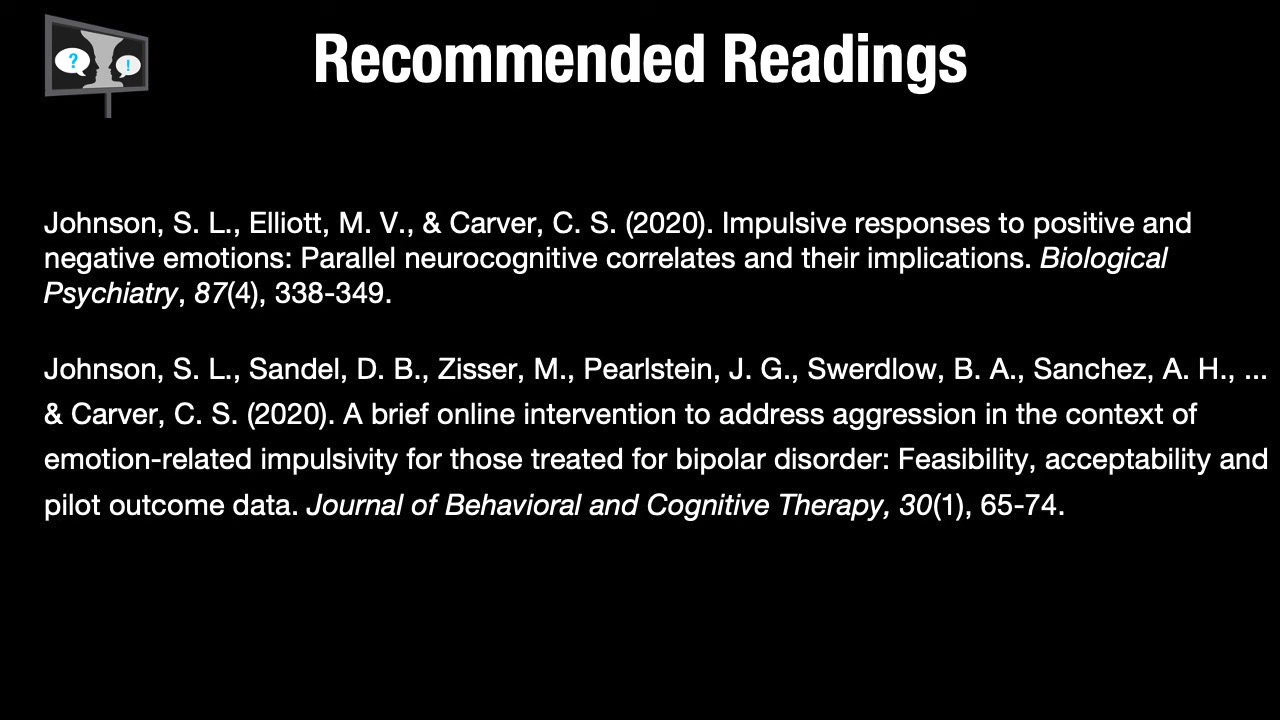 Recommended Readings
?
!
Johnson, S. L., Elliott, M. V., & Carver, C. S. (2020). Impulsive responses to positive and
negative emotions: Parallel neurocognitive correlates and their implications. Biological
Psychiatry, 87(4), 338-349.
Johnson, S. L., Sandel, D. B., Zisser, M., Pearlstein, J. G., Swerdlow, B. A., Sanchez, A. H., ...
& Carver, C. S. (2020). A brief online intervention to address aggression in the context of
emotion-related impulsivity for those treated for bipolar disorder: Feasibility, acceptability and
pilot outcome data. Journal of Behavioral and Cognitive Therapy, 30(1), 65-74.